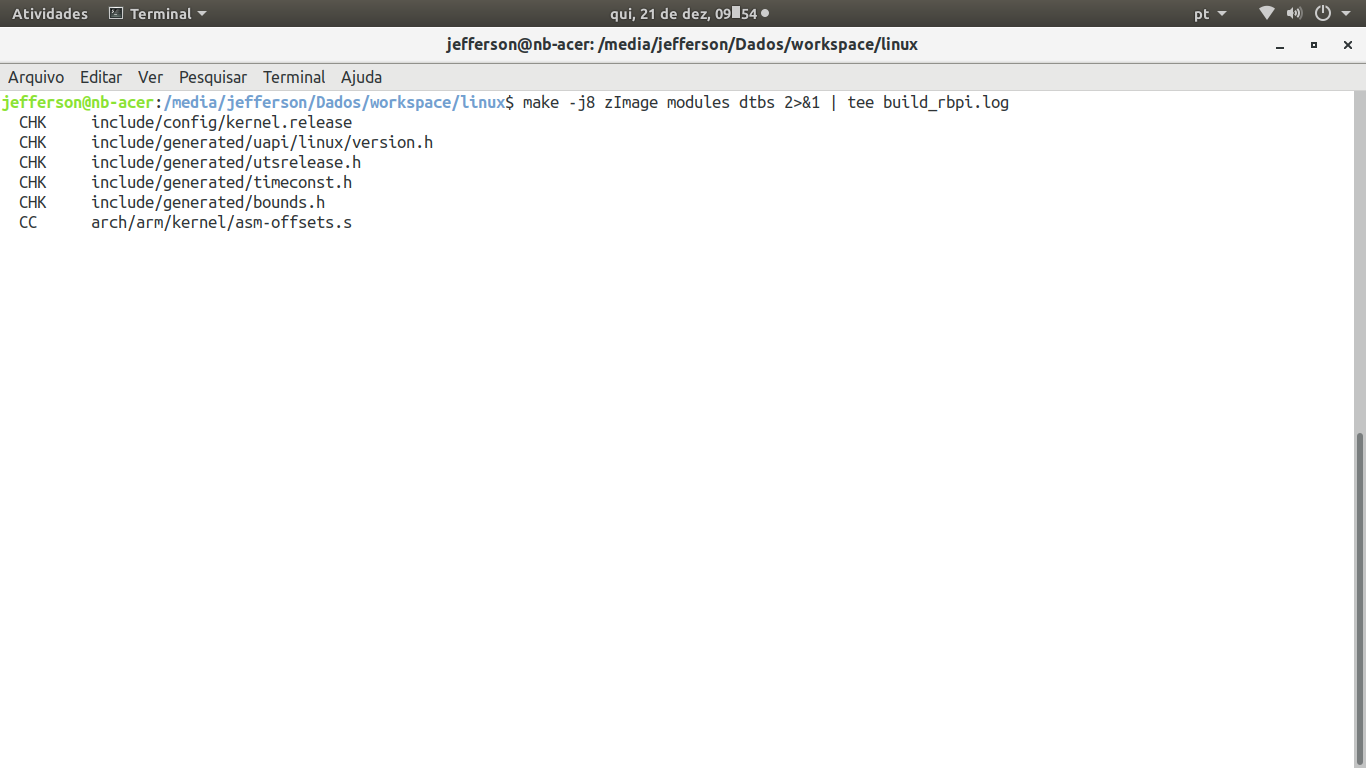 Atividades Terminal qui, 21 de dez, 09 54 pt
jefferson@nb-acer: /media/jefferson/Dados/workspace/linux
Arquivo Editar Ver Pesquisar Terminal Ajuda
jefferson@nb-acer:/media/jefferson/Dados/workspace/linux$ make -j8 zImage modules dtbs 2>&1 | tee build_rbpi.log
CHK include/config/kernel.release
CHK include/generated/uapi/linux/version.h
CHK include/generated/utsrelease.h
CHK include/generated/timeconst.h
CHK include/generated/bounds.h
CC arch/arm/kernel/asm-offsets.s